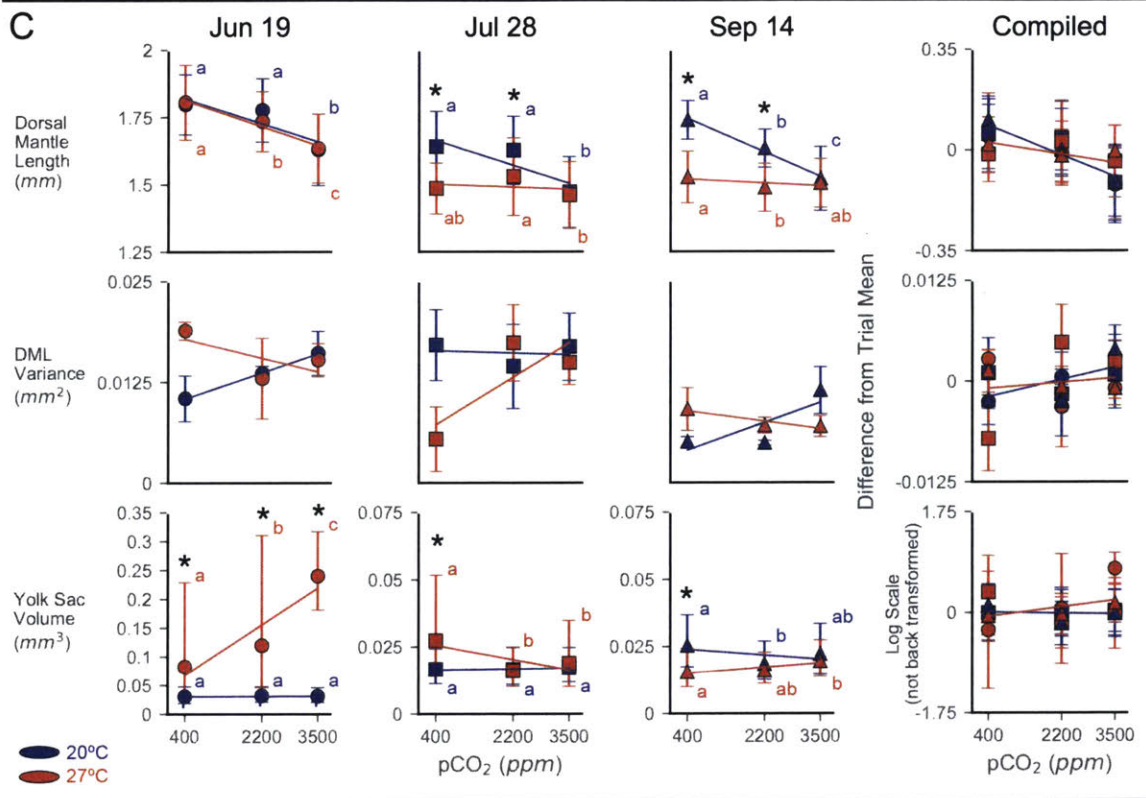 C
Jun 19
Jul 28
Sep 14
Compiled
Dorsal
Mantle
Length
(mm)
2
1.75
1.5
1.25
a
a
b
a
b
c
*
*
a
a
b
ab
a
b
*
*
a
b
c
a
b
ab
0.35
0
-0.35
DML
Variance
(mm²)
0.025
0.0125
0
Difference from Trial Mean
0.0125
0
-0.0125
Yolk Sac
Volume
(mm³)
0.35
0.3
0.25
0.2
0.15
0.1
0.05
0
*
*
*
a
b
c
a
a
a
0.075
0.05
0.025
0
*
a
b
b
a
a
a
0.075
0.05
0.025
0
*
a
b
ab
a
ab
b
Log Scale
(not back transformed)
1.75
0
-1.75
400 2200 3500
400 2200 3500
400 2200 3500
400 2200 3500
pCO₂ (ppm)
pCO₂ (ppm)
20ºC
27ºC